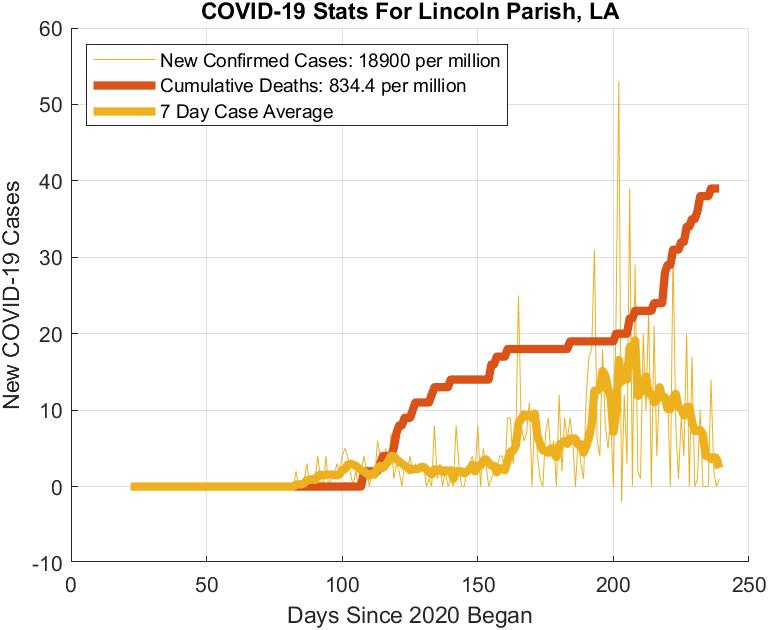 COVID-19 Stats For Lincoln Parish, LA
60
New Confirmed Cases: 18900 per million
Cumulative Deaths: 834.4 per million
7 Day Case Average
50
40
30
20
10
0
-10
New COVID-19 Cases
0 50 100 150 200 250
Days Since 2020 Began